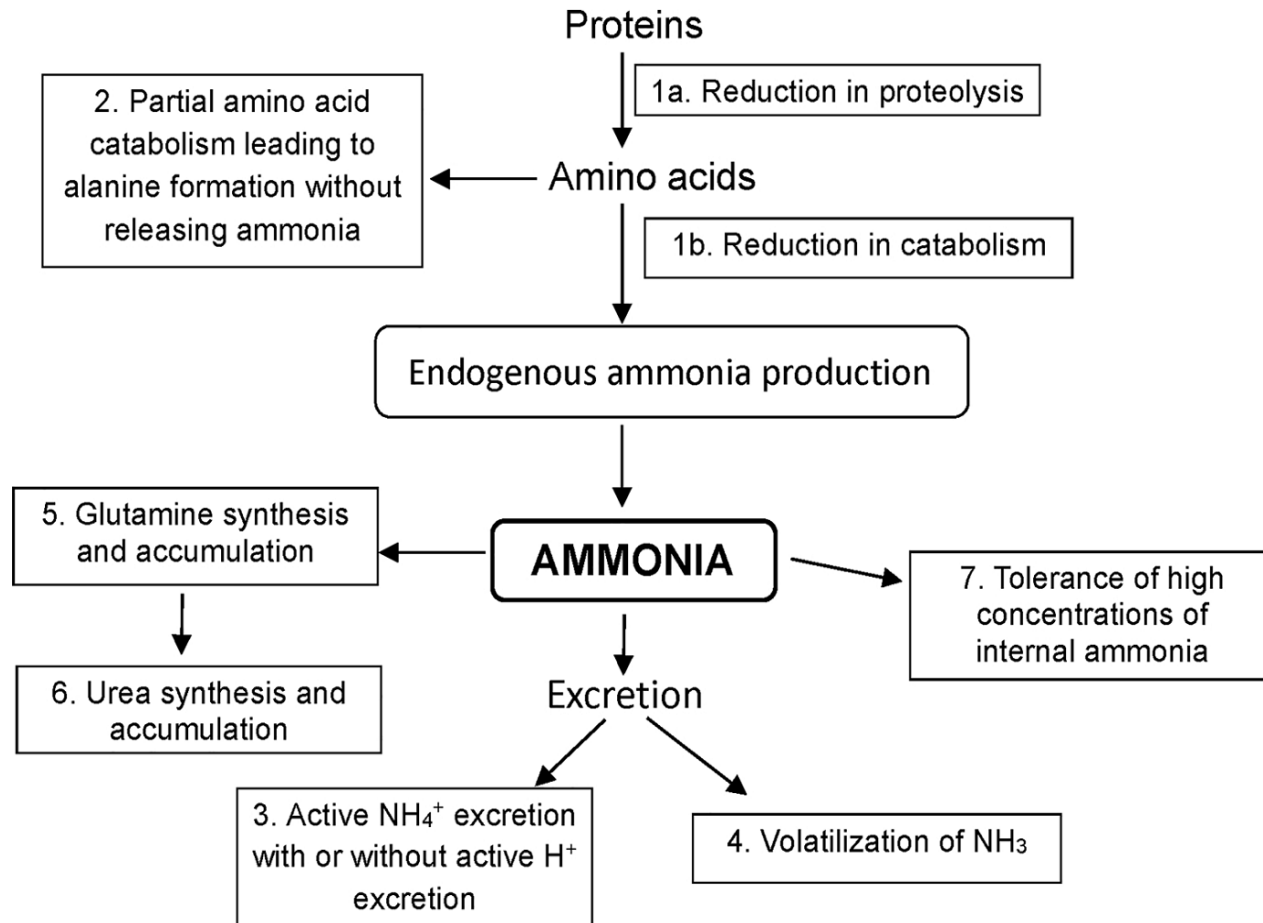 Proteins
1a. Reduction in proteolysis
2. Partial amino acid
catabolism leading to
alanine formation without
releasing ammonia
Amino acids
1b. Reduction in catabolism
Endogenous ammonia production
5. Glutamine synthesis
and accumulation
AMMONIA
7. Tolerance of high
concentrations of
internal ammonia
6. Urea synthesis and
accumulation
Excretion
3. Active NH₄⁺ excretion
with or without active H⁺
excretion
4. Volatilization of NH₃